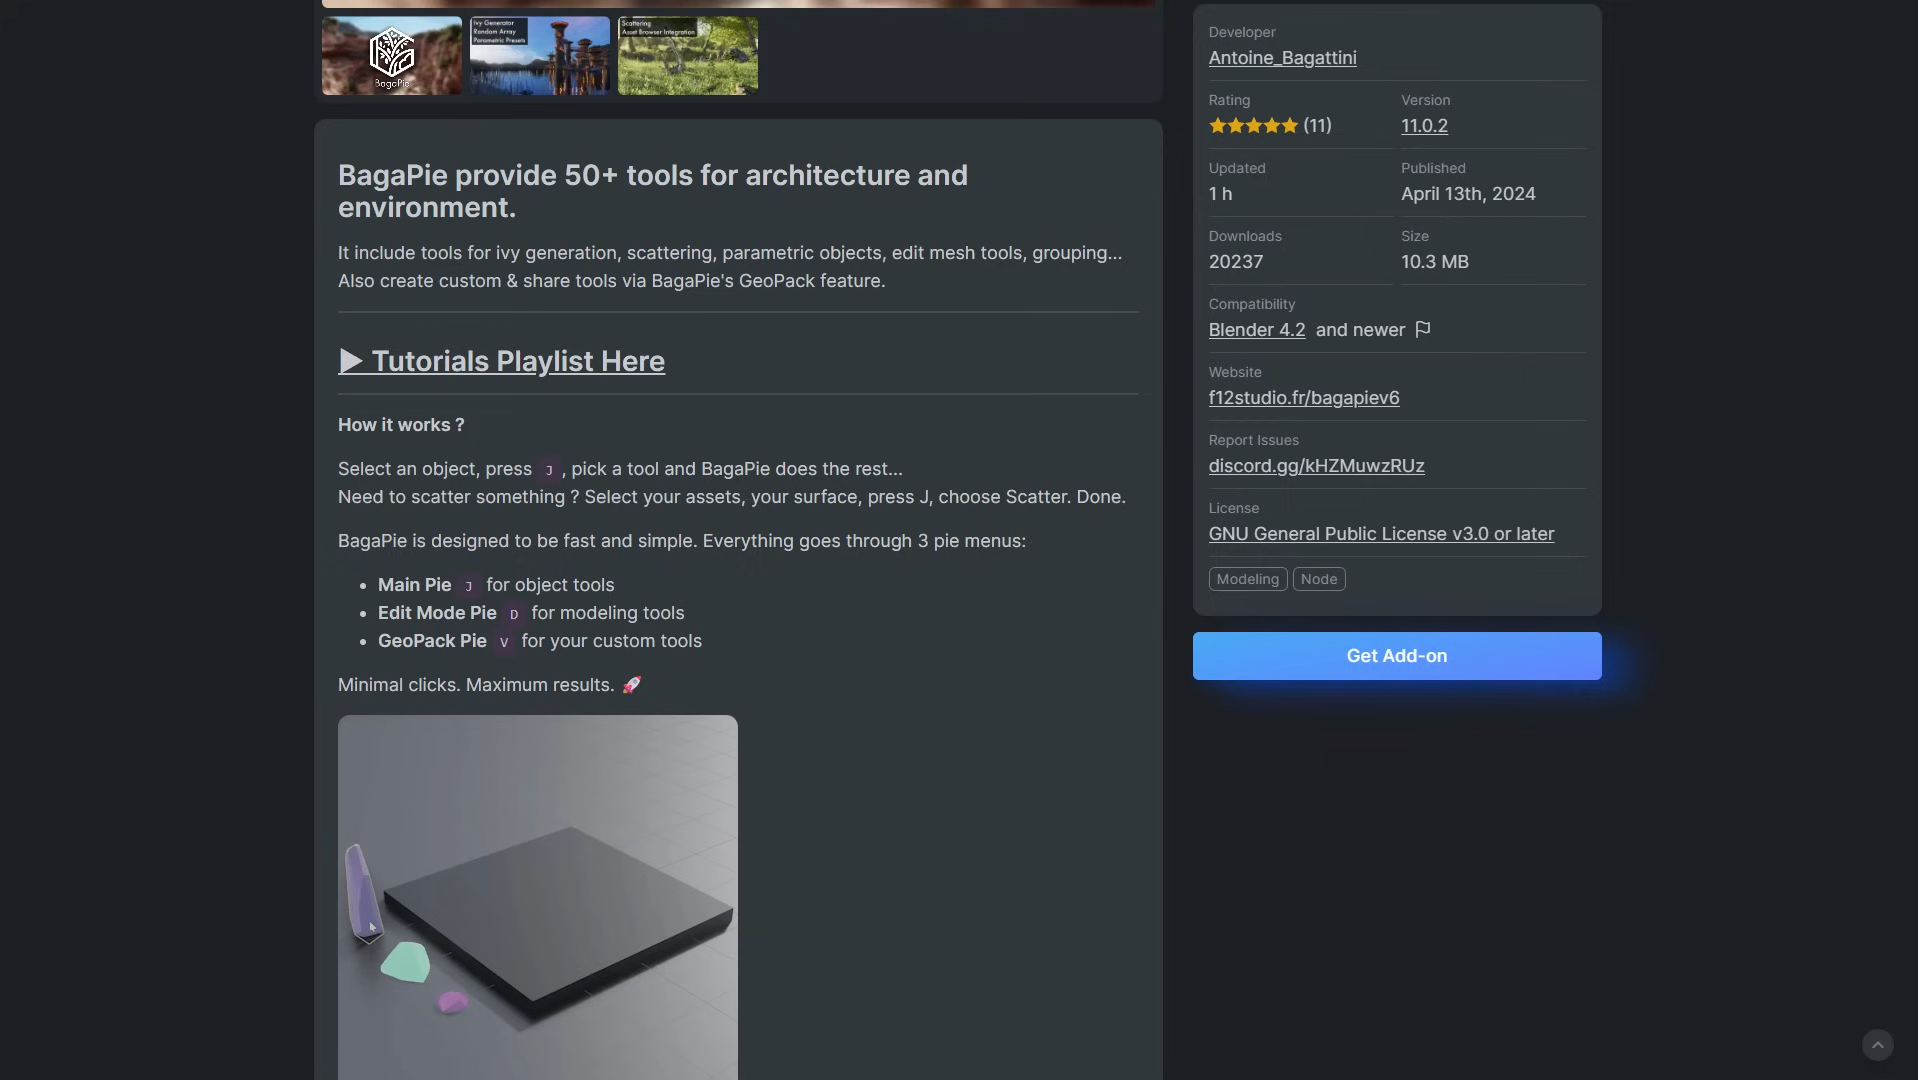 BagaPie
Ivy Generator
Random Array
Parametric Presets
Scattering
Asset Browser Integration
BagaPie provide 50+ tools for architecture and
environment.
It include tools for ivy generation, scattering, parametric objects, edit mesh tools, grouping...
Also create custom & share tools via BagaPie's GeoPack feature.
▶ Tutorials Playlist Here
How it works ?
Select an object, press J, pick a tool and BagaPie does the rest...
Need to scatter something ? Select your assets, your surface, press J, choose Scatter. Done.
BagaPie is designed to be fast and simple. Everything goes through 3 pie menus:
• Main Pie J for object tools
• Edit Mode Pie D for modeling tools
• GeoPack Pie V for your custom tools
Minimal clicks. Maximum results. 🚀
Developer
Antoine_Bagattini
Rating
★★★★★ (11)
Version
11.0.2
Updated
1 h
Published
April 13th, 2024
Downloads
20237
Size
10.3 MB
Compatibility
Blender 4.2 and newer
Website
f12studio.fr/bagapiev6
Report Issues
discord.gg/kHZMuwzRUz
License
GNU General Public License v3.0 or later
Modeling Node
Get Add-on